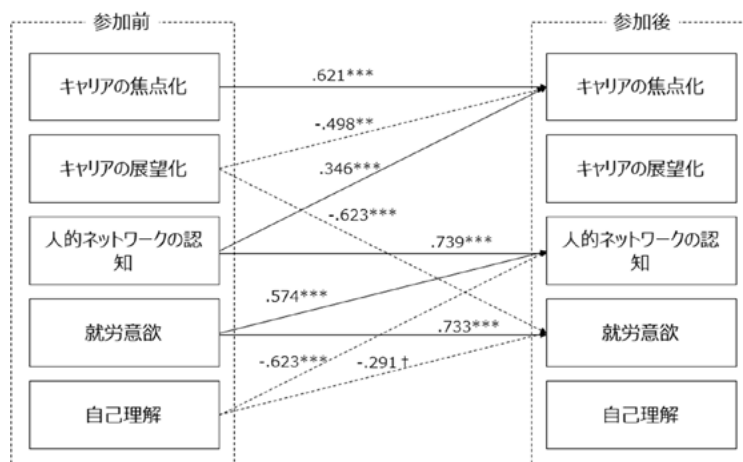 参加前
参加後
キャリアの焦点化
.621***
キャリアの焦点化
-.498**
キャリアの展望化
.346***
キャリアの展望化
-.623***
人的ネットワークの認
知
.739***
人的ネットワークの認
知
.574***
就労意欲
.733***
就労意欲
-.623***
-.291†
自己理解
自己理解